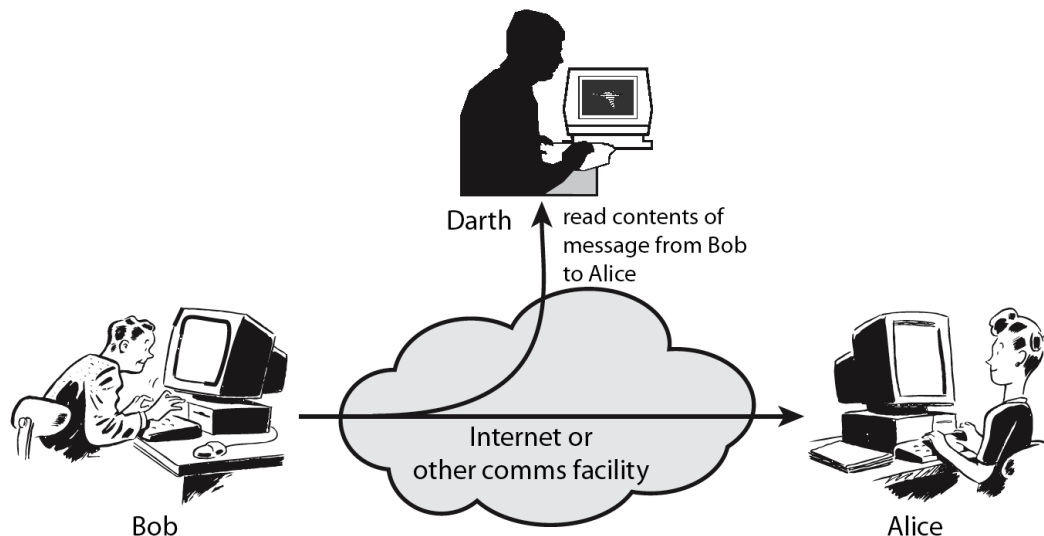 Darth
read contents of
message from Bob
to Alice
Internet or
other comms facility
Bob
Alice